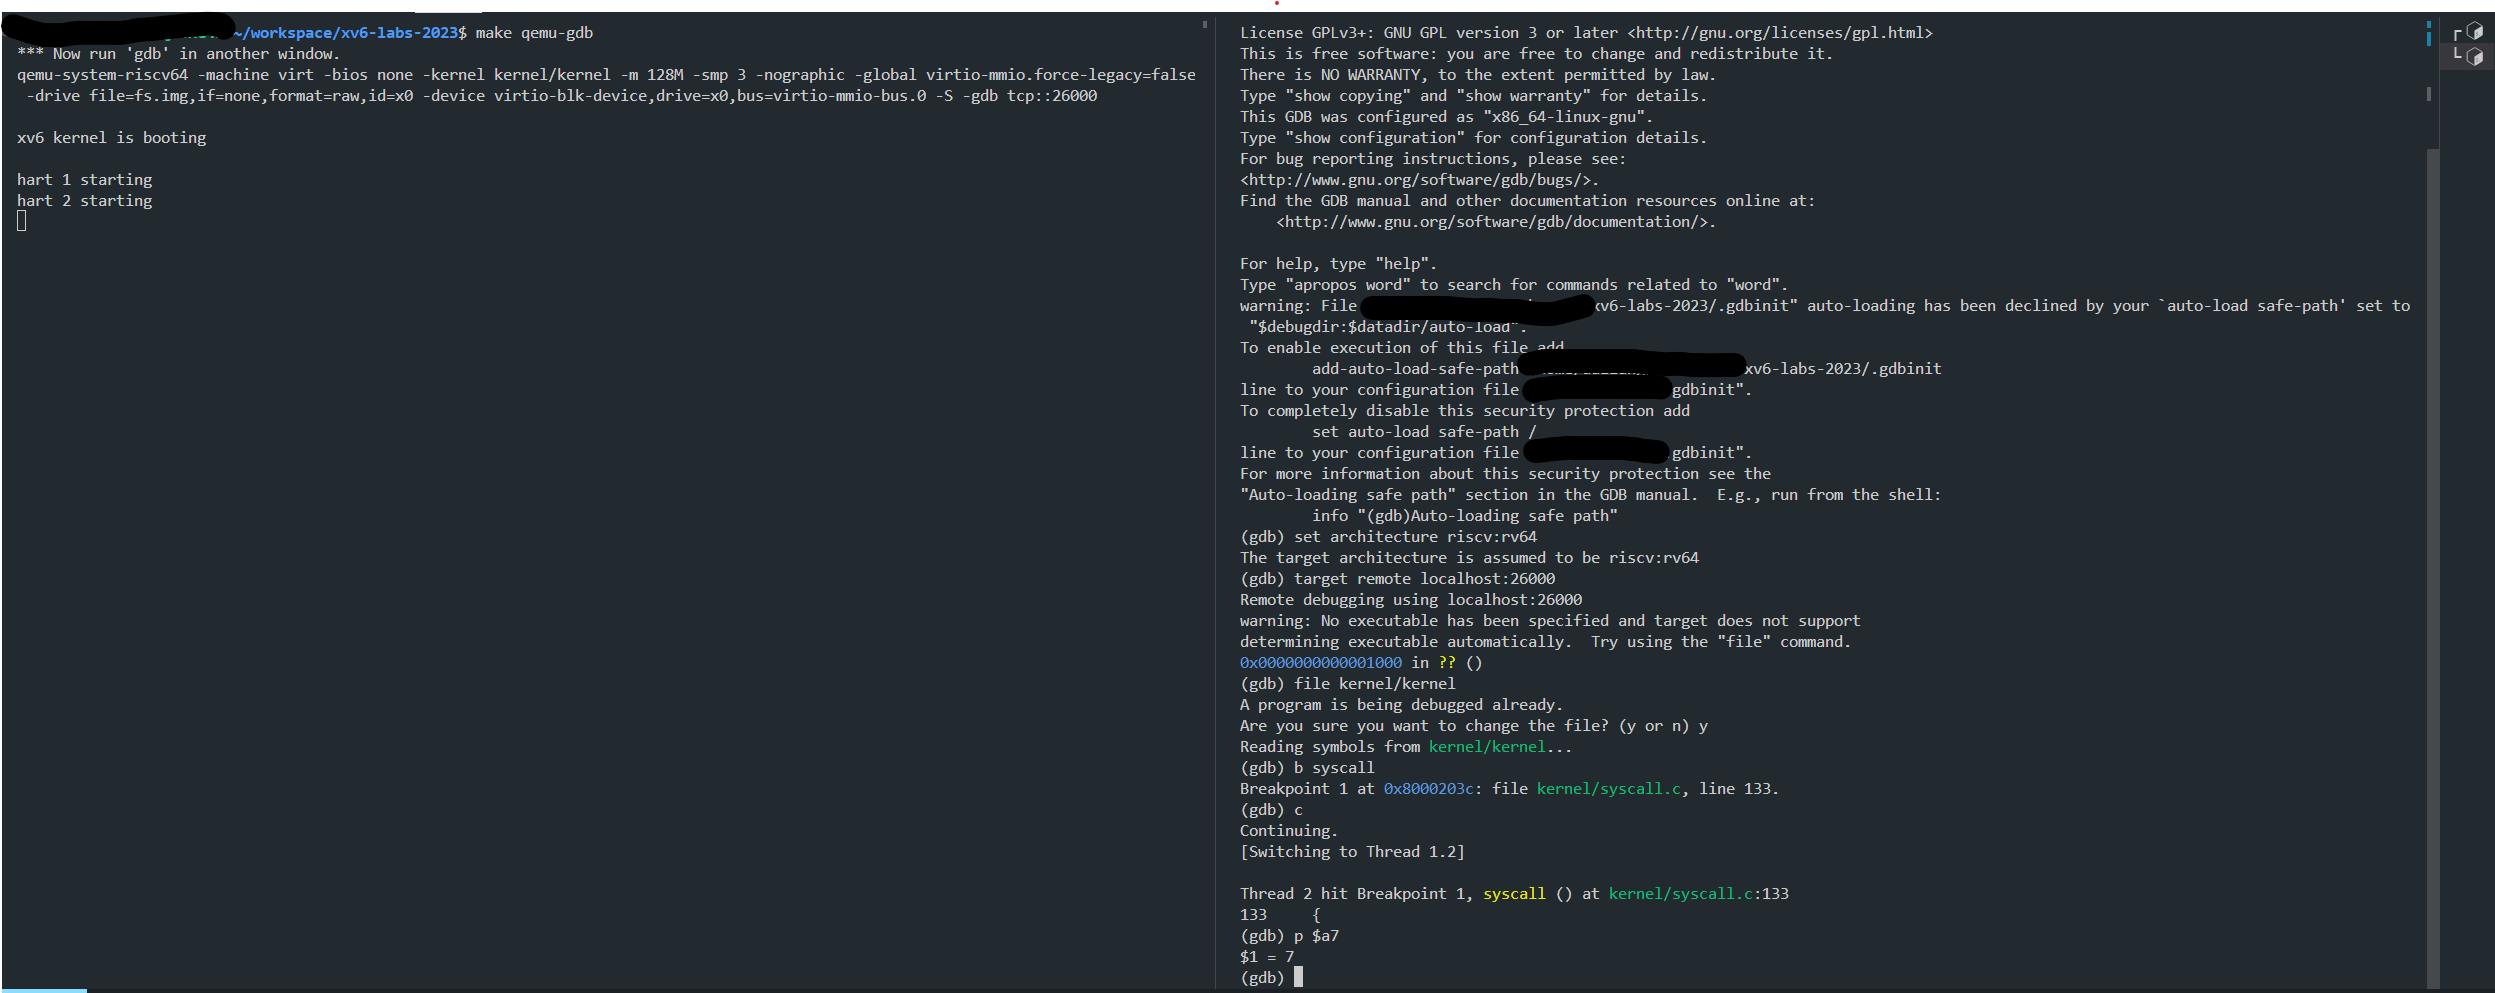 ~/workspace/xv6-labs-2023$ make qemu-gdb
*** Now run 'gdb' in another window.
qemu-system-riscv64 -machine virt -bios none -kernel kernel/kernel -m 128M -smp 3 -nographic -global virtio-mmio.force-legacy=false
-drive file=fs.img,if=none,format=raw,id=x0 -device virtio-blk-device,drive=x0,bus=virtio-mmio-bus.0 -S -gdb tcp::26000
xv6 kernel is booting
hart 1 starting
hart 2 starting
License GPLv3+: GNU GPL version 3 or later <http://gnu.org/licenses/gpl.html>
This is free software: you are free to change and redistribute it.
There is NO WARRANTY, to the extent permitted by law.
Type "show copying" and "show warranty" for details.
This GDB was configured as "x86_64-linux-gnu".
Type "show configuration" for configuration details.
For bug reporting instructions, please see:
<http://www.gnu.org/software/gdb/bugs/>.
Find the GDB manual and other documentation resources online at:
<http://www.gnu.org/software/gdb/documentation/>.
For help, type "help".
Type "apropos word" to search for commands related to "word".
warning: File xv6-labs-2023/.gdbinit" auto-loading has been declined by your `auto-load safe-path' set to
"$debugdir:$datadir/auto-load".
To enable execution of this file add
add-auto-load-safe-path xv6-labs-2023/.gdbinit
line to your configuration file gdbinit".
To completely disable this security protection add
set auto-load safe-path /
line to your configuration file gdbinit".
For more information about this security protection see the
"Auto-loading safe path" section in the GDB manual.  E.g., run from the shell:
info "(gdb)Auto-loading safe path"
(gdb) set architecture riscv:rv64
The target architecture is assumed to be riscv:rv64
(gdb) target remote localhost:26000
Remote debugging using localhost:26000
warning: No executable has been specified and target does not support
determining executable automatically.  Try using the "file" command.
0x0000000000001000 in ?? ()
(gdb) file kernel/kernel
A program is being debugged already.
Are you sure you want to change the file? (y or n) y
Reading symbols from kernel/kernel...
(gdb) b syscall
Breakpoint 1 at 0x8000203c: file kernel/syscall.c, line 133.
(gdb) c
Continuing.
[Switching to Thread 1.2]
Thread 2 hit Breakpoint 1, syscall () at kernel/syscall.c:133
133 {
(gdb) p $a7
$1 = 7
(gdb)